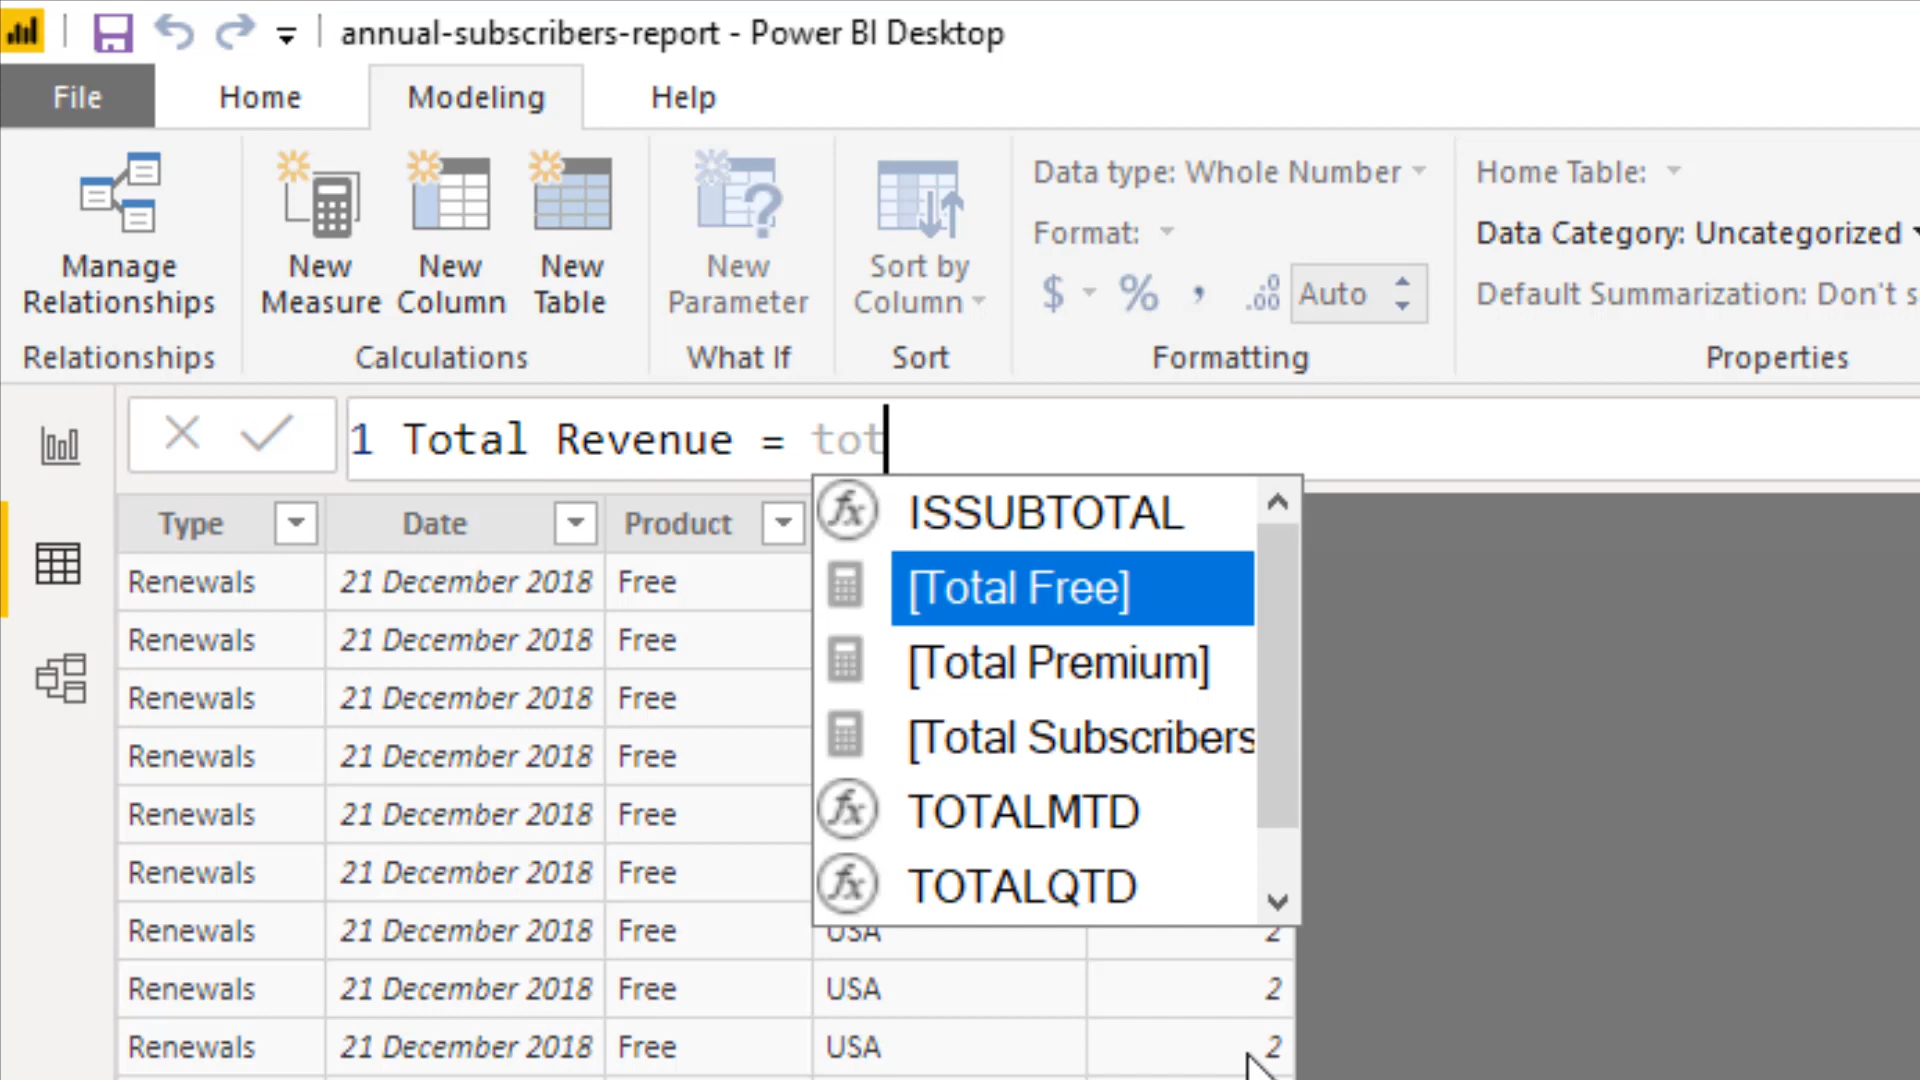 annual-subscribers-report - Power BI Desktop
File Home Modeling Help
Manage Relationships
New Measure
New Column
New Table
New Parameter
Sort by Column
Data type: Whole Number
Format:
$ % , .00 Auto
Home Table:
Data Category: Uncategorized
Default Summarization: Don't s
Relationships Calculations What If Sort Formatting Properties
1 Total Revenue = tot
ISSUBTOTAL
[Total Free]
[Total Premium]
[Total Subscribers
TOTALMTD
TOTALQTD
Type Date Product
Renewals 21 December 2018 Free
Renewals 21 December 2018 Free
Renewals 21 December 2018 Free
Renewals 21 December 2018 Free
Renewals 21 December 2018 Free
Renewals 21 December 2018 Free
Renewals 21 December 2018 Free USA 2
Renewals 21 December 2018 Free USA 2
Renewals 21 December 2018 Free USA 2